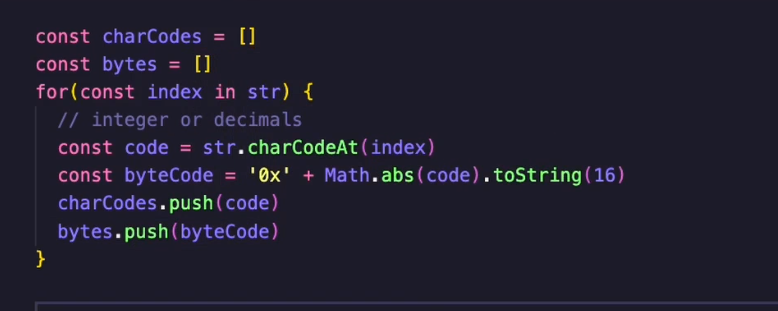 const charCodes = []
const bytes = []
for(const index in str) {
  // integer or decimals
  const code = str.charCodeAt(index)
  const byteCode = '0x' + Math.abs(code).toString(16)
  charCodes.push(code)
  bytes.push(byteCode)
}